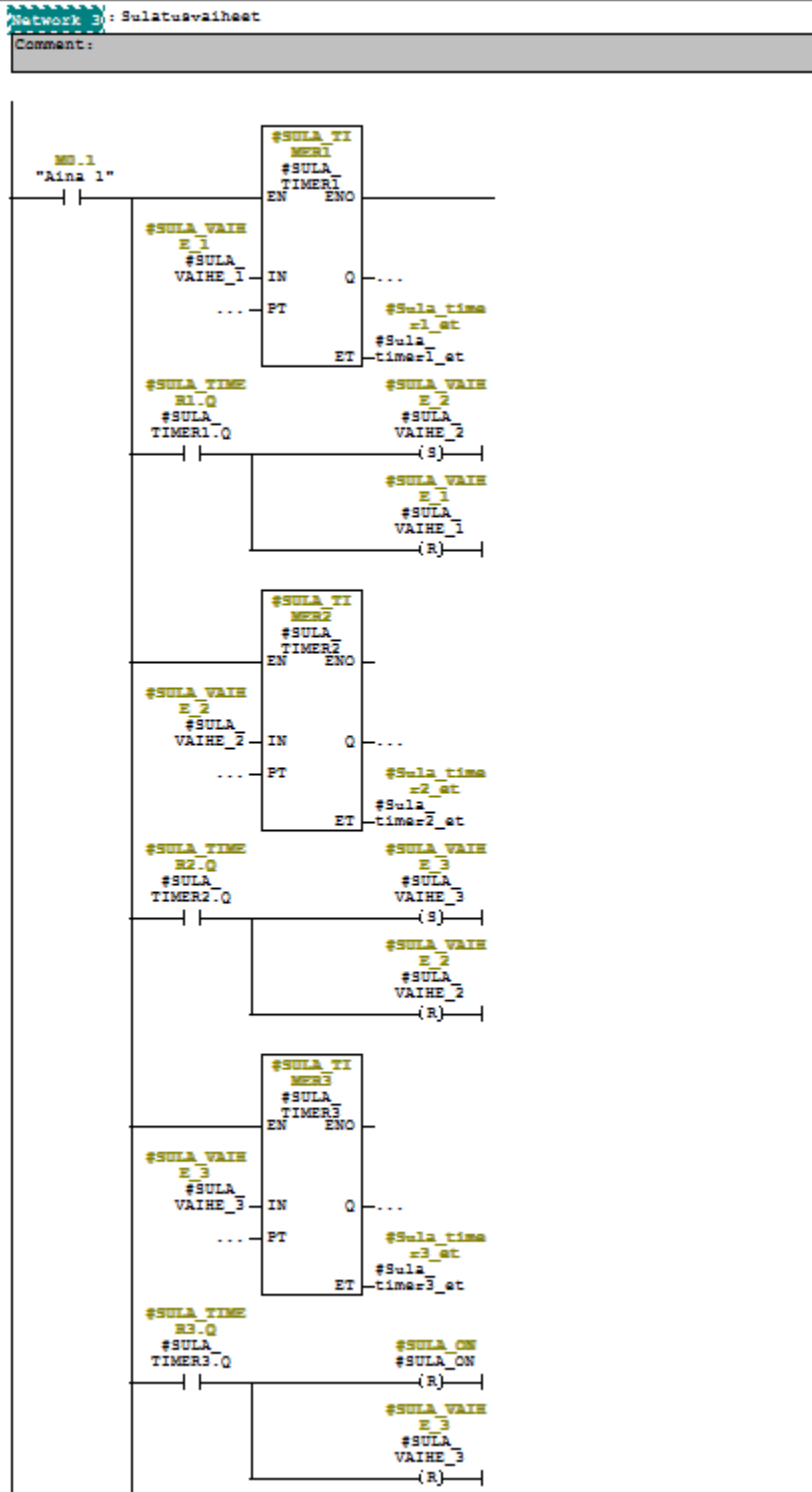 Network 3: Sulatusvaiheet
Comment:
#SULA_TI
MER1
M0.1
#SULA_
"Aina 1"
TIMER1
EN ENO
#SULA_VAIH
E_1
#SULA_
VAIHE_1 IN Q ...
... PT #Sula_time
r1_et
#Sula_
ET timer1_et
#SULA_TIME #SULA_VAIH
R1.Q E_2
#SULA_ #SULA_
TIMER1.Q VAIHE_2
(S)
#SULA_VAIH
E_1
#SULA_
VAIHE_1
(R)
#SULA_TI
MER2
#SULA_
TIMER2
EN ENO
#SULA_VAIH
E_2
#SULA_
VAIHE_2 IN Q ...
... PT #Sula_time
r2_et
#Sula_
ET timer2_et
#SULA_TIME #SULA_VAIH
R2.Q E_3
#SULA_ #SULA_
TIMER2.Q VAIHE_3
(S)
#SULA_VAIH
E_2
#SULA_
VAIHE_2
(R)
#SULA_TI
MER3
#SULA_
TIMER3
EN ENO
#SULA_VAIH
E_3
#SULA_
VAIHE_3 IN Q ...
... PT #Sula_time
r3_et
#Sula_
ET timer3_et
#SULA_TIME
R3.Q
#SULA_ #SULA_ON
TIMER3.Q #SULA_ON
(R)
#SULA_VAIH
E_3
#SULA_
VAIHE_3
(R)